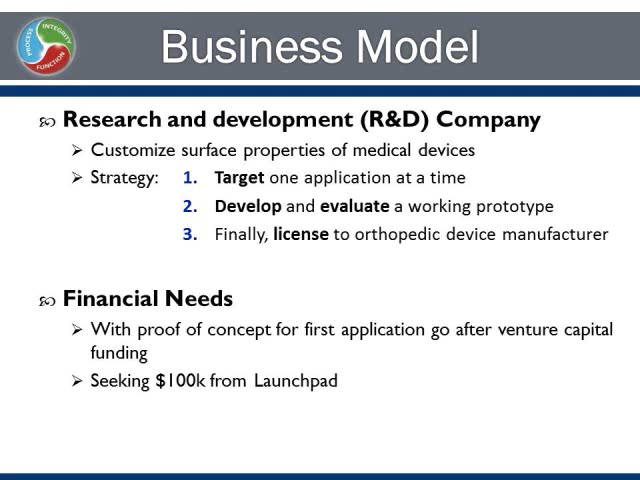 PROCESS INTEGRITY FUNCTION
Business Model
Research and development (R&D) Company
Customize surface properties of medical devices
Strategy: 1. Target one application at a time
2. Develop and evaluate a working prototype
3. Finally, license to orthopedic device manufacturer
Financial Needs
With proof of concept for first application go after venture capital
funding
Seeking $100k from Launchpad